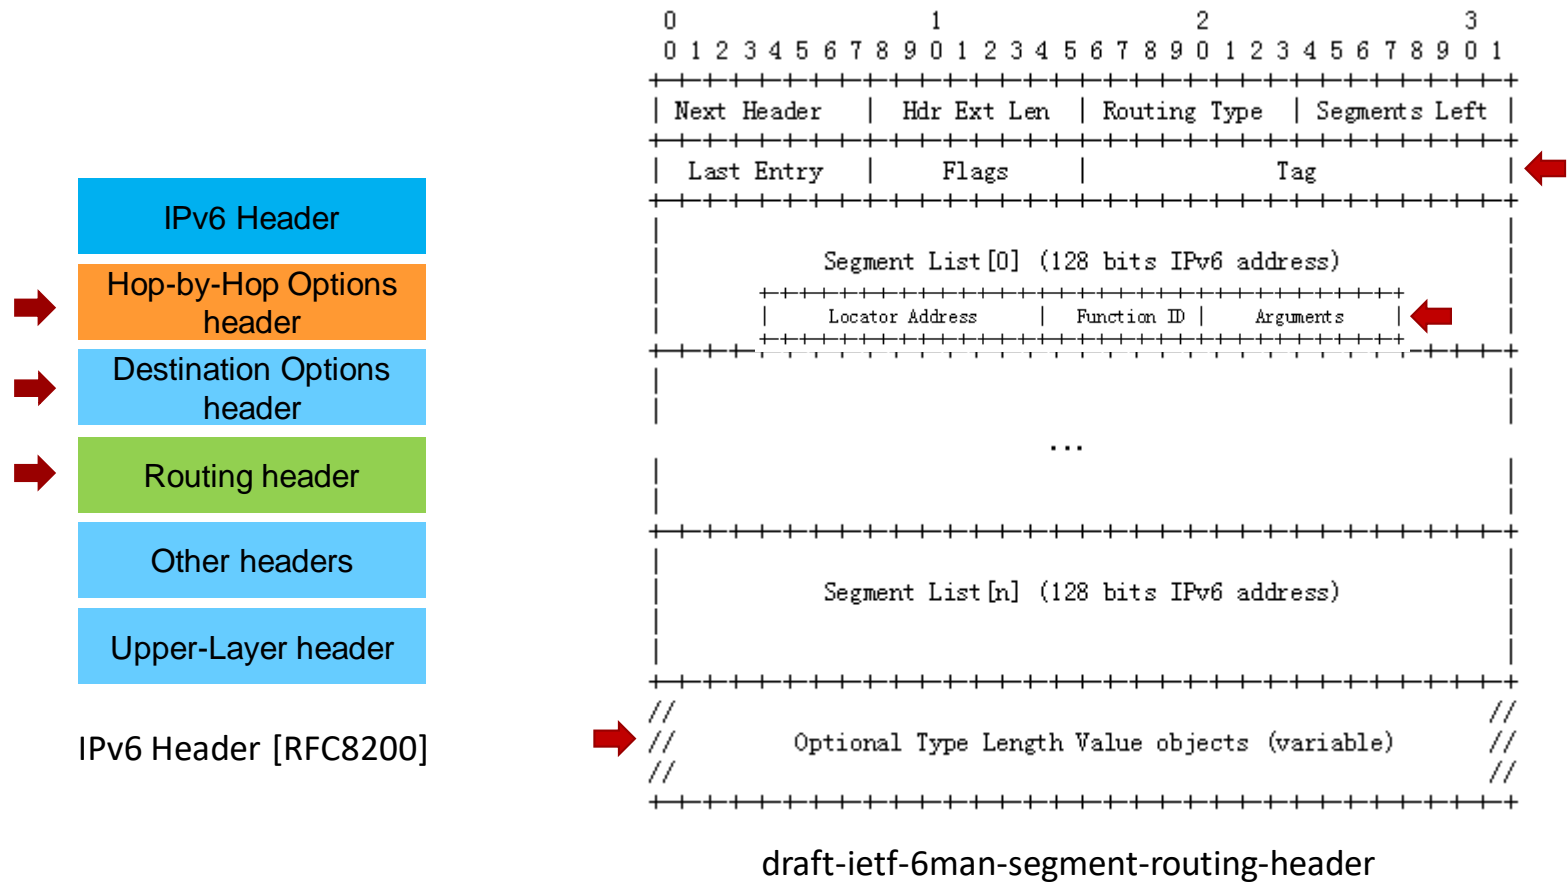 IPv6 Header
Hop-by-Hop Options
header
Destination Options
header
Routing header
Other headers
Upper-Layer header
IPv6 Header [RFC8200]
0 1 2 3
0 1 2 3 4 5 6 7 8 9 0 1 2 3 4 5 6 7 8 9 0 1 2 3 4 5 6 7 8 9 0 1
+-+-+-+-+-+-+-+-+-+-+-+-+-+-+-+-+-+-+-+-+-+-+-+-+-+-+-+-+-+-+-+-+
| Next Header | Hdr Ext Len | Routing Type | Segments Left |
+-+-+-+-+-+-+-+-+-+-+-+-+-+-+-+-+-+-+-+-+-+-+-+-+-+-+-+-+-+-+-+-+
| Last Entry | Flags | Tag |
+-+-+-+-+-+-+-+-+-+-+-+-+-+-+-+-+-+-+-+-+-+-+-+-+-+-+-+-+-+-+-+-+
Segment List[0] (128 bits IPv6 address)
| Locator Address | Function ID | Arguments |
...
Segment List[n] (128 bits IPv6 address)
// //
// Optional Type Length Value objects (variable) //
// //
+-+-+-+-+-+-+-+-+-+-+-+-+-+-+-+-+-+-+-+-+-+-+-+-+-+-+-+-+-+-+-+-+
draft-ietf-6man-segment-routing-header